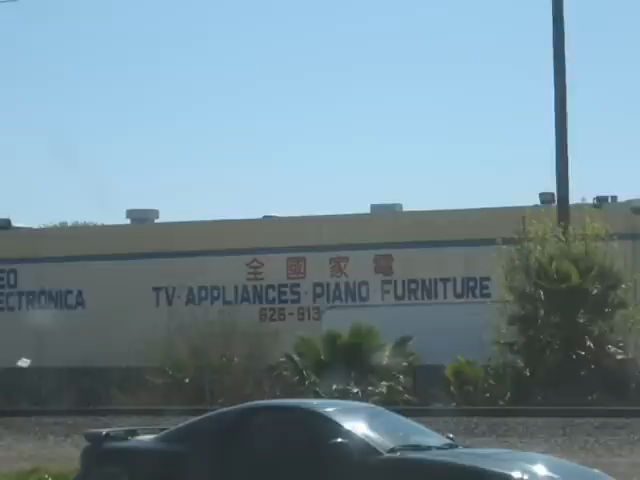 EO
ECTRONICA
全國家電
TV·APPLIANCES·PIANO FURNITURE
626-913